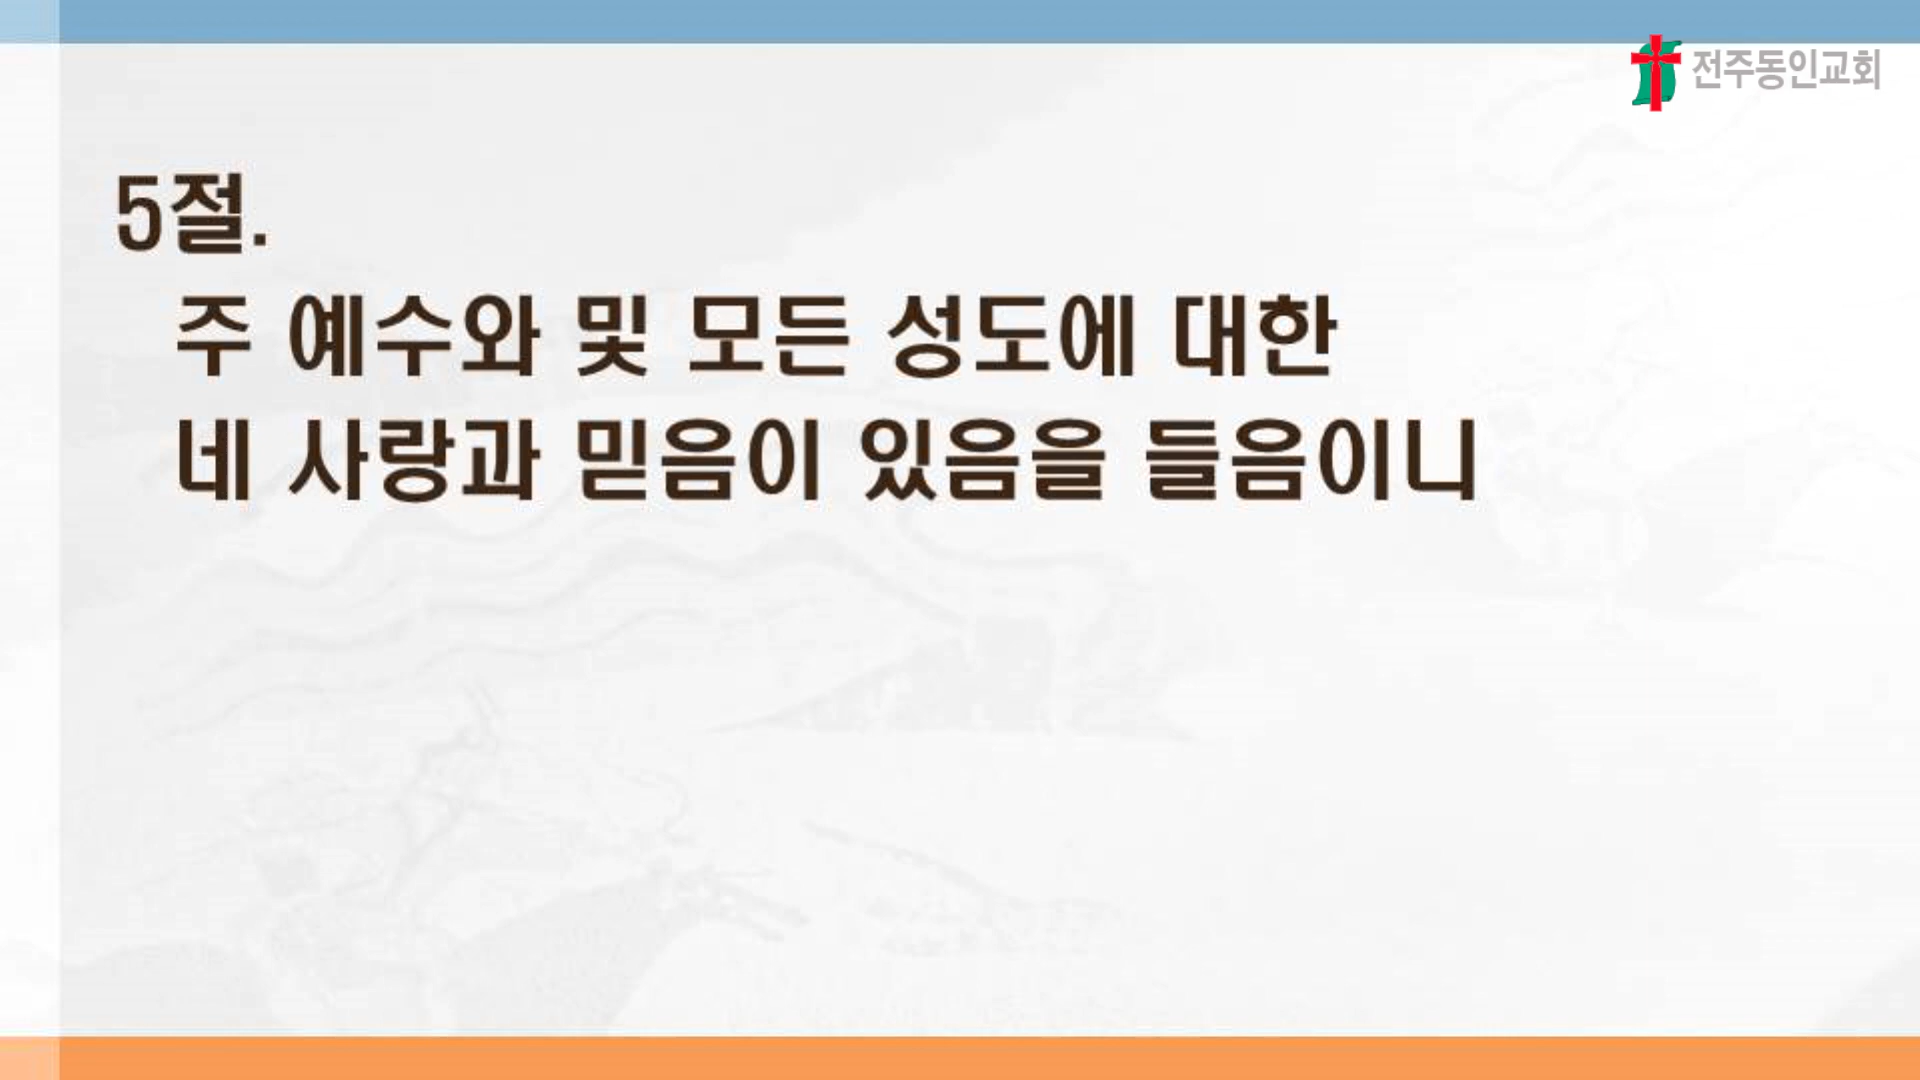 전주동인교회
5절.
주 예수와 및 모든 성도에 대한
네 사랑과 믿음이 있음을 들음이니